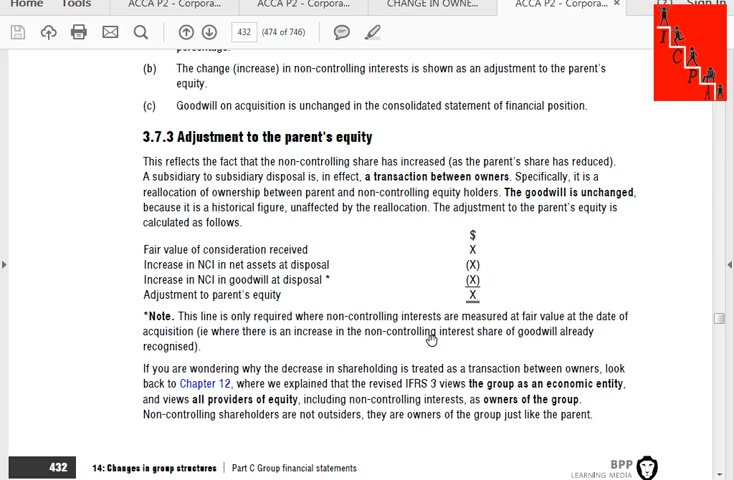 Home Tools ACCA P2 - Corpora... ACCA P2 - Corpora... CHANGE IN OWNE... ACCA P2 - Corpora... × Sign In
432 (474 of 746)
I
C
P
A
percentage.
(b) The change (increase) in non-controlling interests is shown as an adjustment to the parent's
equity.
(c) Goodwill on acquisition is unchanged in the consolidated statement of financial position.
3.7.3 Adjustment to the parent's equity
This reflects the fact that the non-controlling share has increased (as the parent's share has reduced).
A subsidiary to subsidiary disposal is, in effect, a transaction between owners. Specifically, it is a
reallocation of ownership between parent and non-controlling equity holders. The goodwill is unchanged,
because it is a historical figure, unaffected by the reallocation. The adjustment to the parent's equity is
calculated as follows.
$
Fair value of consideration received X
Increase in NCI in net assets at disposal (X)
Increase in NCI in goodwill at disposal * (X)
Adjustment to parent's equity X
*Note. This line is only required where non-controlling interests are measured at fair value at the date of
acquisition (ie where there is an increase in the non-controlling interest share of goodwill already
recognised).
If you are wondering why the decrease in shareholding is treated as a transaction between owners, look
back to Chapter 12, where we explained that the revised IFRS 3 views the group as an economic entity,
and views all providers of equity, including non-controlling interests, as owners of the group.
Non-controlling shareholders are not outsiders, they are owners of the group just like the parent.
432 14: Changes in group structures | Part C Group financial statements
BPP
LEARNING MEDIA